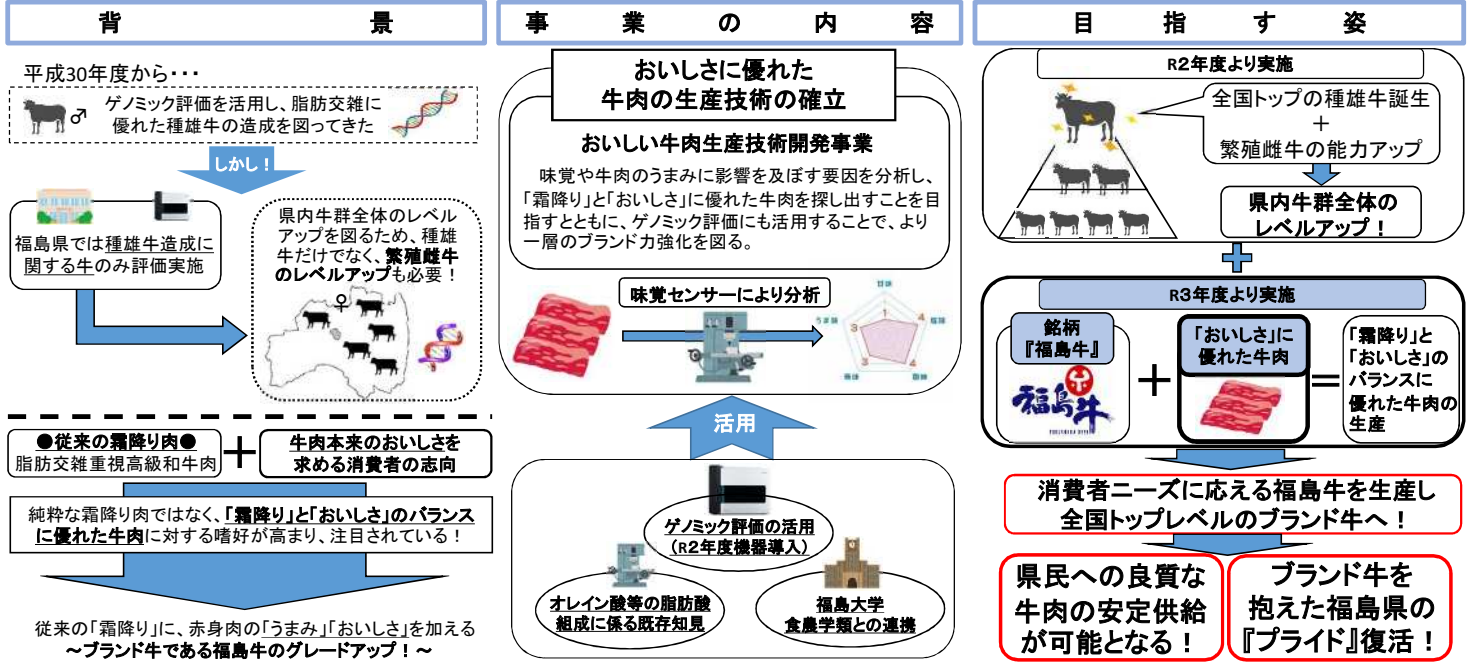 背景
平成30年度から・・・
♂
ゲノミック評価を活用し、脂肪交雑に
優れた種雄牛の造成を図ってきた
しかし！
福島県では種雄牛造成に
関する牛のみ評価実施
県内牛群全体のレベル
アップを図るため、種雄
牛だけでなく、繁殖雌牛
のレベルアップも必要！
♀
●従来の霜降り肉●
脂肪交雑重視高級和牛肉
＋
牛肉本来のおいしさを
求める消費者の志向
純粋な霜降り肉ではなく、「霜降り」と「おいしさ」のバランス
に優れた牛肉に対する嗜好が高まり、注目されている！
従来の「霜降り」に、赤身肉の「うまみ」「おいしさ」を加える
～ブランド牛である福島牛のグレードアップ！～
事業の内容
おいしさに優れた
牛肉の生産技術の確立
おいしい牛肉生産技術開発事業
味覚や牛肉のうまみに影響を及ぼす要因を分析し、
「霜降り」と「おいしさ」に優れた牛肉を探し出すことを目
指すとともに、ゲノミック評価にも活用することで、より
一層のブランド力強化を図る。
味覚センサーにより分析
甘味
うま味
塩味
1
3
4
3
4
活用
ゲノミック評価の活用
（R2年度機器導入）
オレイン酸等の脂肪酸
組成に係る既存知見
福島大学
食農学類との連携
目指す姿
R2年度より実施
全国トップの種雄牛誕生
＋
繁殖雌牛の能力アップ
県内牛群全体の
レベルアップ！
R3年度より実施
銘柄
『福島牛』
福島牛
＋
「おいしさ」に
優れた牛肉
＝
「霜降り」と
「おいしさ」の
バランスに
優れた牛肉の
生産
消費者ニーズに応える福島牛を生産し
全国トップレベルのブランド牛へ！
県民への良質な
牛肉の安定供給
が可能となる！
ブランド牛を
抱えた福島県の
『プライド』復活！